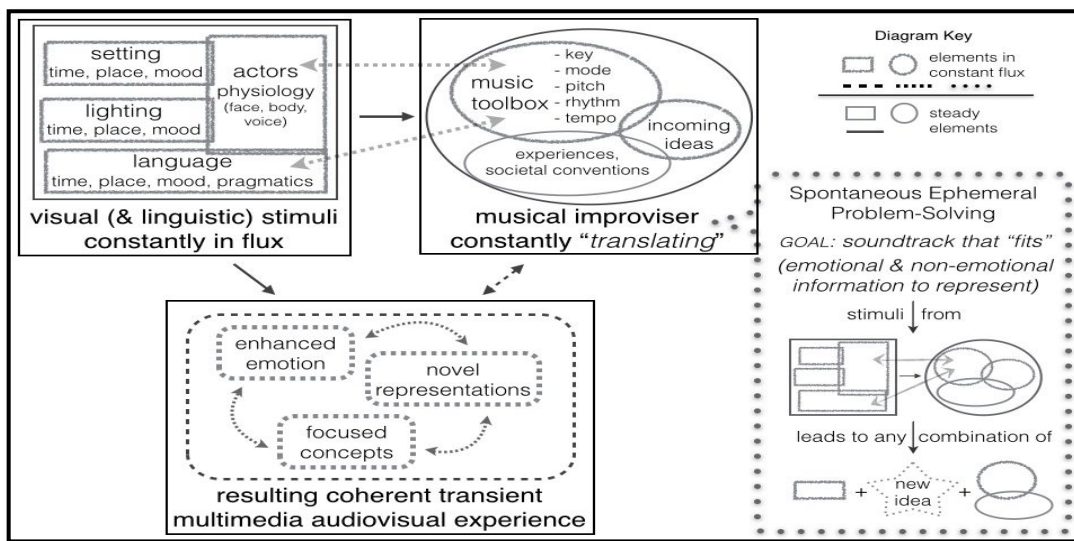 setting
time, place, mood
actors
physiology
(face, body,
voice)
lighting
time, place, mood
language
time, place, mood, pragmatics
visual (& linguistic) stimuli
constantly in flux
music
toolbox
- key
- mode
- pitch
- rhythm
- tempo
incoming
ideas
experiences,
societal conventions
musical improviser
constantly “translating”
Diagram Key
elements in
constant flux
steady
elements
enhanced
emotion
novel
representations
focused
concepts
resulting coherent transient
multimedia audiovisual experience
Spontaneous Ephemeral
Problem-Solving
GOAL: soundtrack that “fits”
(emotional & non-emotional
information to represent)
stimuli from
leads to any combination of
+ new idea +